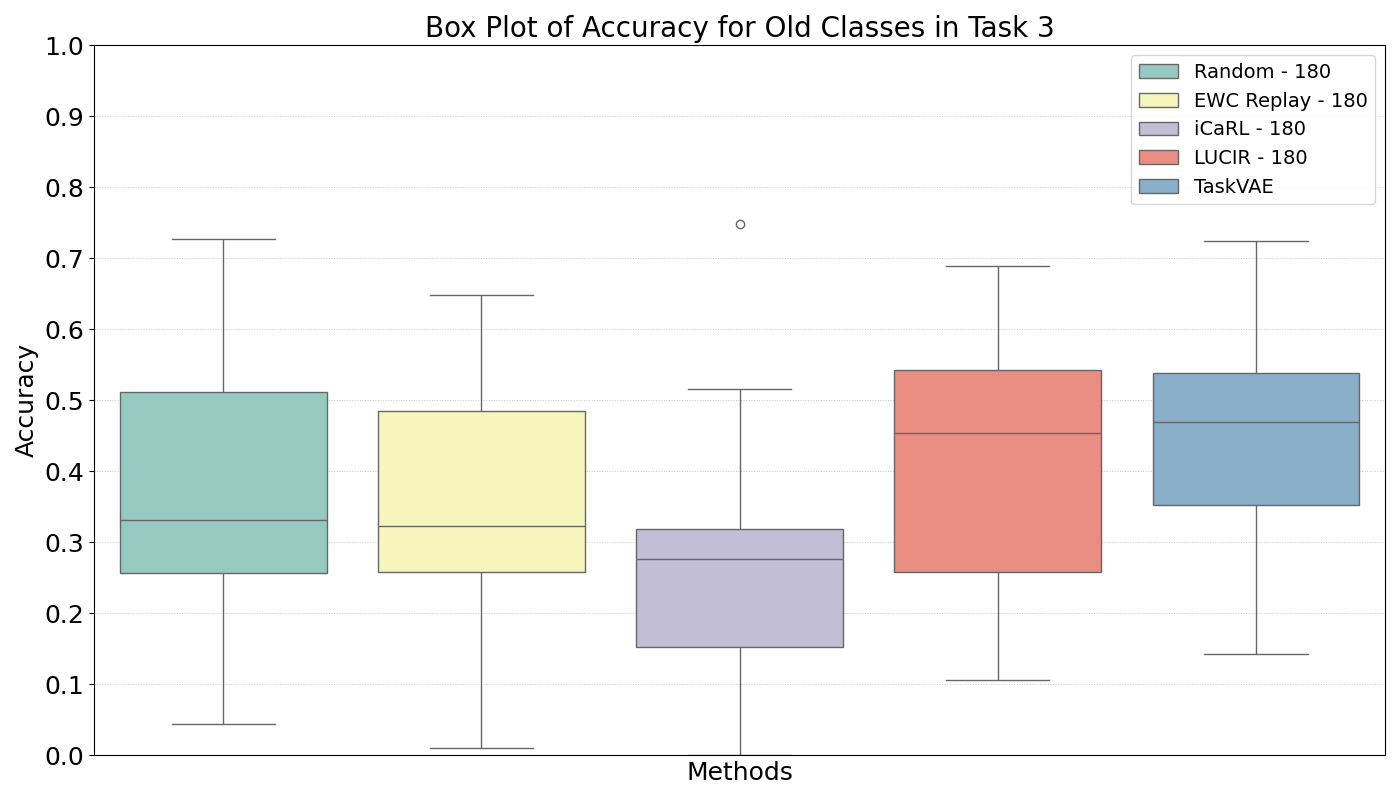 Box Plot of Accuracy for Old Classes in Task 3
1.0
0.9
0.8
0.7
0.6
0.5
0.4
0.3
0.2
0.1
0.0
Accuracy
Methods
Random - 180
EWC Replay - 180
iCaRL - 180
LUCIR - 180
TaskVAE